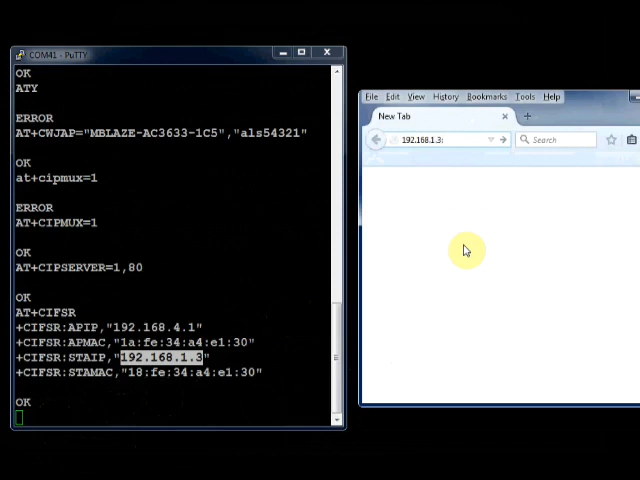 COM41 - PuTTY
OK
ATY
ERROR
AT+CWJAP="MBLAZE-AC3633-1C5","als54321"
OK
at+cipmux=1
ERROR
AT+CIPMUX=1
OK
AT+CIPSERVER=1,80
OK
AT+CIFSR
+CIFSR:APIP,"192.168.4.1"
+CIFSR:APMAC,"1a:fe:34:a4:e1:30"
+CIFSR:STAIP,"192.168.1.3"
+CIFSR:STAMAC,"18:fe:34:a4:e1:30"
OK
File Edit View History Bookmarks Tools Help
New Tab
192.168.1.3:
Search